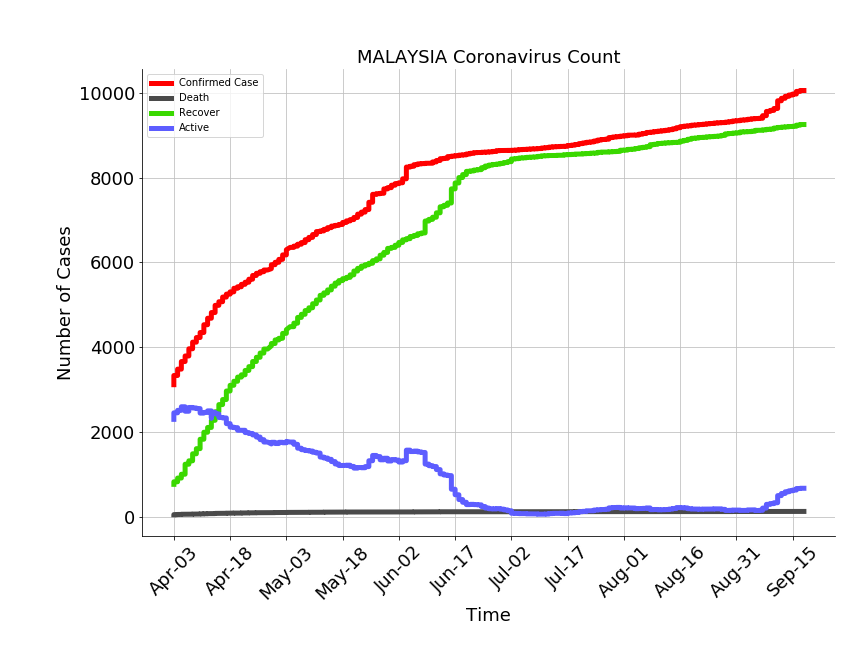 MALAYSIA Coronavirus Count
Confirmed Case
Death
Recover
Active
10000
8000
6000
4000
2000
0
Number of Cases
Apr-03
Apr-18
May-03
May-18
Jun-02
Jun-17
Jul-02
Jul-17
Aug-01
Aug-16
Aug-31
Sep-15
Time